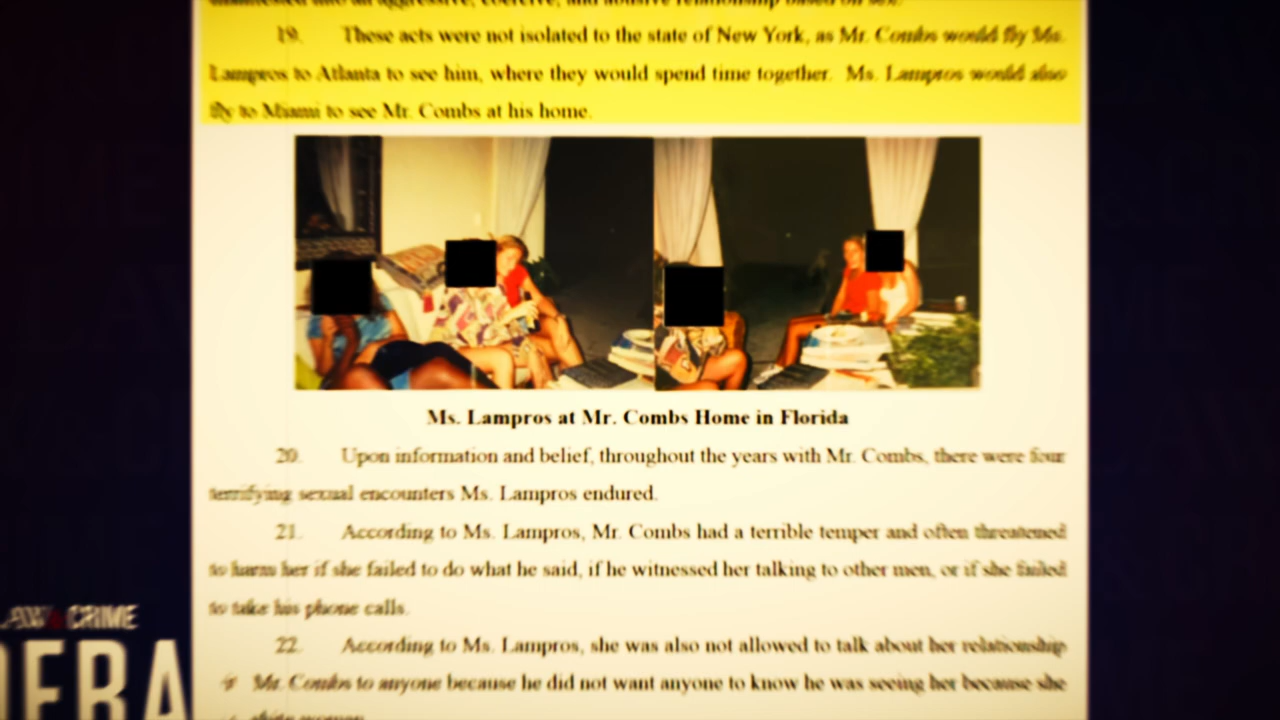 19. These acts were not isolated to the state of New York, as Mr. Combs would fly Ms.
Lampros to Atlanta to see him, where they would spend time together. Ms. Lampros would also
fly to Miami to see Mr. Combs at his home.
Ms. Lampros at Mr. Combs Home in Florida
20. Upon information and belief, throughout the years with Mr. Combs, there were four
terrifying sexual encounters Ms. Lampros endured.
21. According to Ms. Lampros, Mr. Combs had a terrible temper and often threatened
to harm her if she failed to do what he said, if he witnessed her talking to other men, or if she failed
to take his phone calls.
22. According to Ms. Lampros, she was also not allowed to talk about her relationship
Mr. Combs to anyone because he did not want anyone to know he was seeing her because she
CRIME